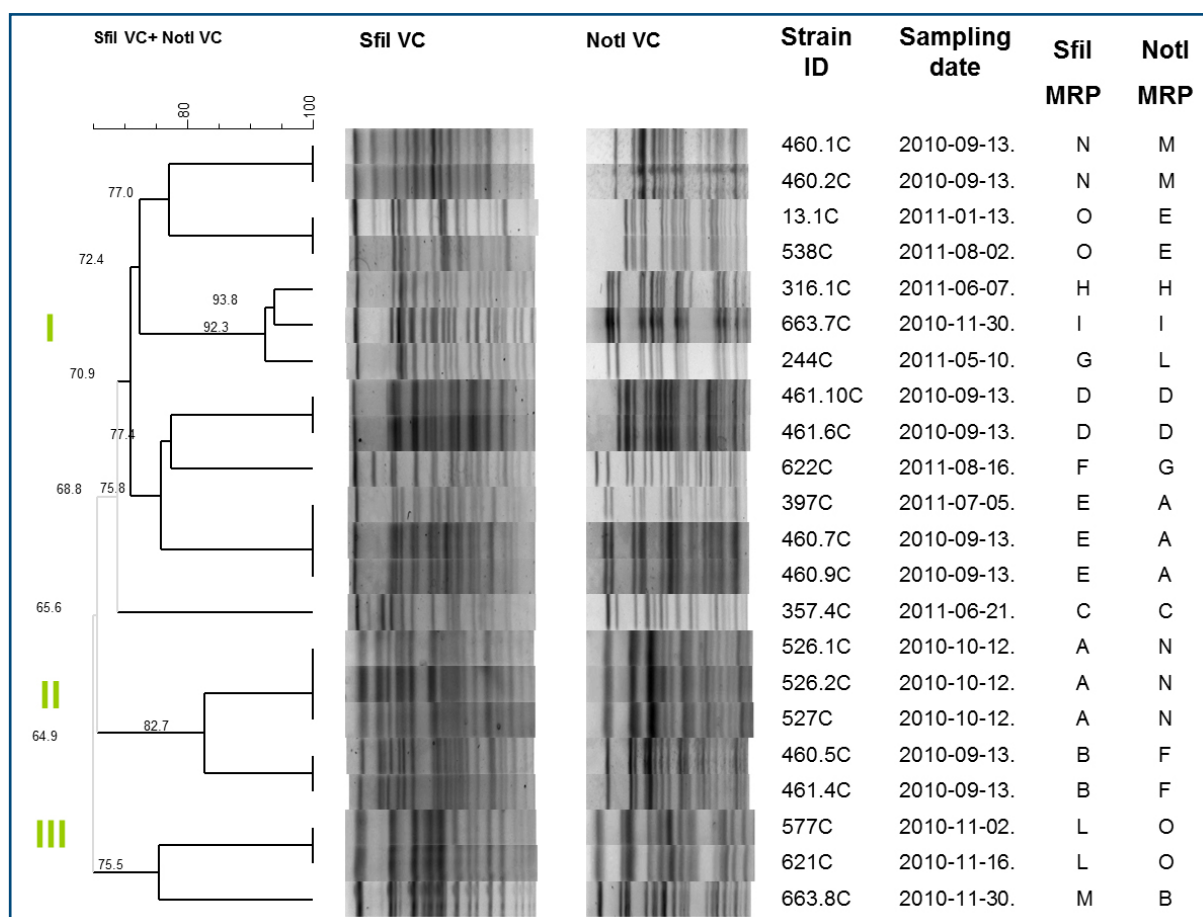 SfiI VC+ NotI VC SfiI VC NotI VC Strain ID Sampling date SfiI MRP NotI MRP
80 100
460.1C 2010-09-13. N M
77.0
460.2C 2010-09-13. N M
13.1C 2011-01-13. O E
72.4
538C 2011-08-02. O E
316.1C 2011-06-07. H H
93.8
I
92.3
663.7C 2010-11-30. I I
244C 2011-05-10. G L
70.9
461.10C 2010-09-13. D D
77.4
461.6C 2010-09-13. D D
622C 2011-08-16. F G
68.8 75.8
397C 2011-07-05. E A
460.7C 2010-09-13. E A
460.9C 2010-09-13. E A
65.6
357.4C 2011-06-21. C C
526.1C 2010-10-12. A N
II
526.2C 2010-10-12. A N
82.7
527C 2010-10-12. A N
64.9
460.5C 2010-09-13. B F
461.4C 2010-09-13. B F
III
577C 2010-11-02. L O
75.5
621C 2010-11-16. L O
663.8C 2010-11-30. M B